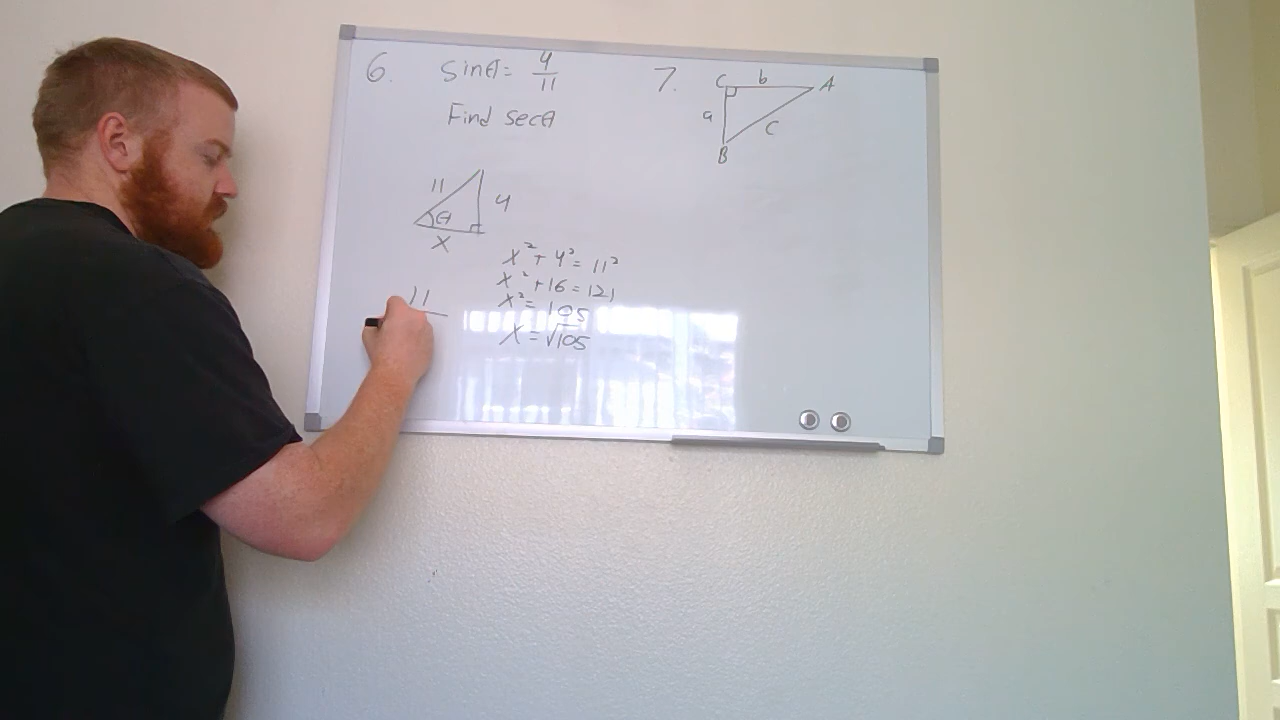 6.
sinθ = 4/11
Find secθ
11
4
θ
x
x² + 4² = 11²
x² + 16 = 121
x² = 105
x = √105
11
7.
C b A
a
c
B